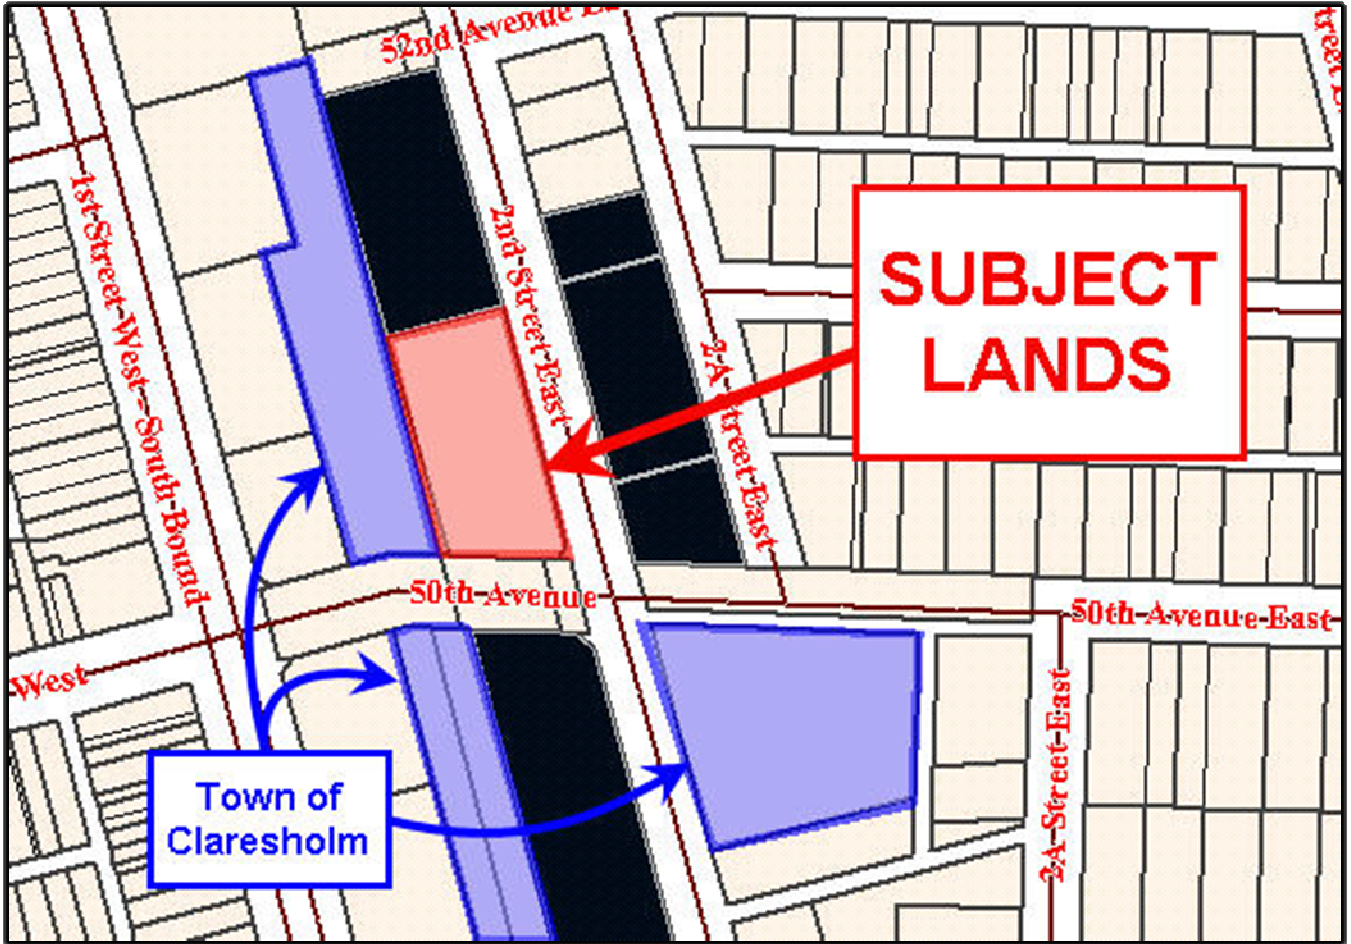 52nd Avenue
1st Street West - South Bound
2nd Street East
SUBJECT
LANDS
2 A Street East
50th Avenue
50th Avenue East
West
2A Street East
Town of
Claresholm